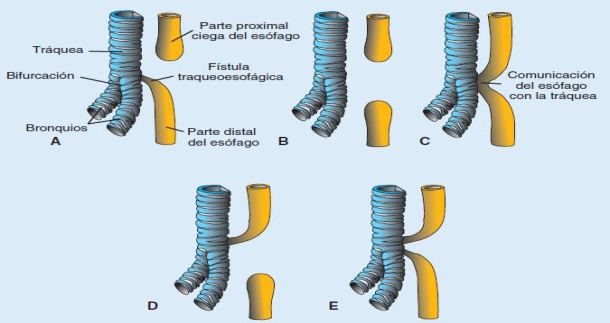 Parte proximal
ciega del esófago
Tráquea
Bifurcación
Fístula
traqueoesofágica
Bronquios
Parte distal
del esófago
A
B
Comunicación
del esófago
con la tráquea
C
D
E